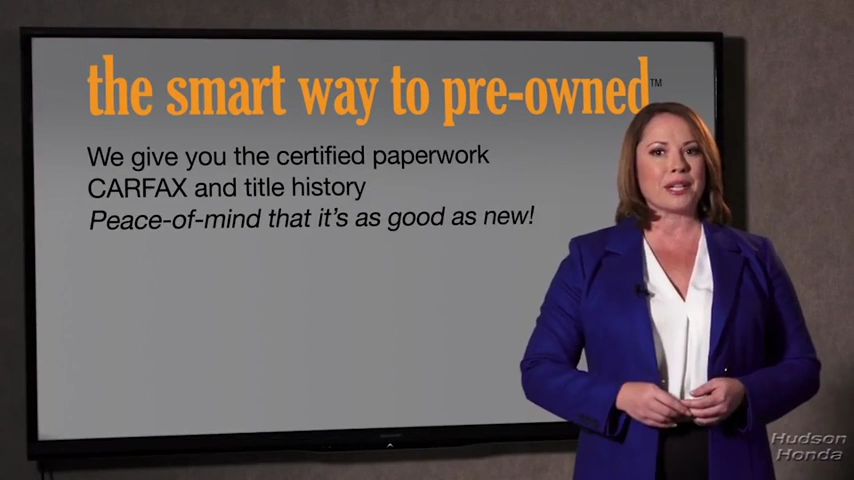 the smart way to pre-owned™
We give you the certified paperwork
CARFAX and title history
Peace-of-mind that it's as good as new!
Hudson
Honda